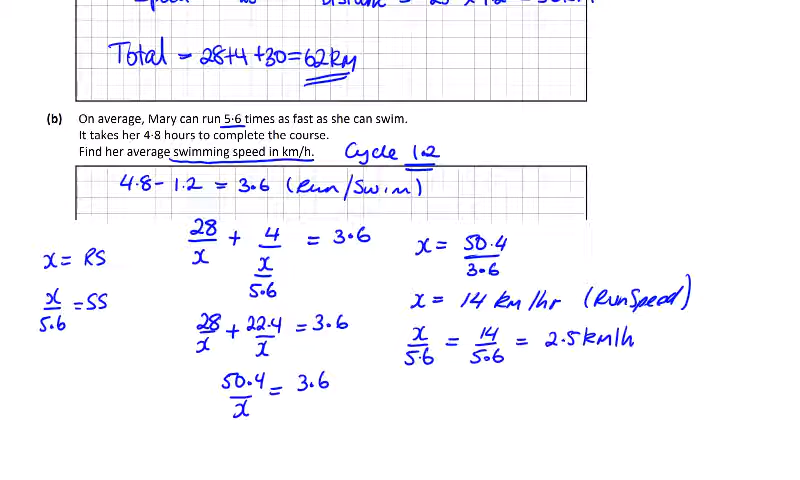 Total = 28+4+30=62km
(b) On average, Mary can run 5·6 times as fast as she can swim.
It takes her 4·8 hours to complete the course.
Find her average swimming speed in km/h. Cycle 1.2
4.8 - 1.2 = 3.6 (Run/Swim)
x = RS
x/5.6 = SS
28/x + 4/(x/5.6) = 3.6
28/x + 22.4/x = 3.6
50.4/x = 3.6
x = 50.4/3.6
x = 14 km/hr (Run Speed)
x/5.6 = 14/5.6 = 2.5km/h